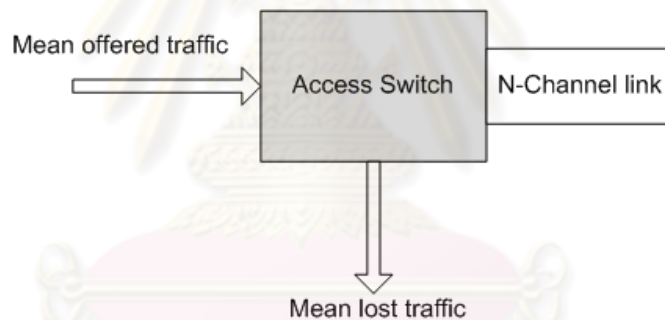 Mean offered traffic
Access Switch
N-Channel link
Mean lost traffic